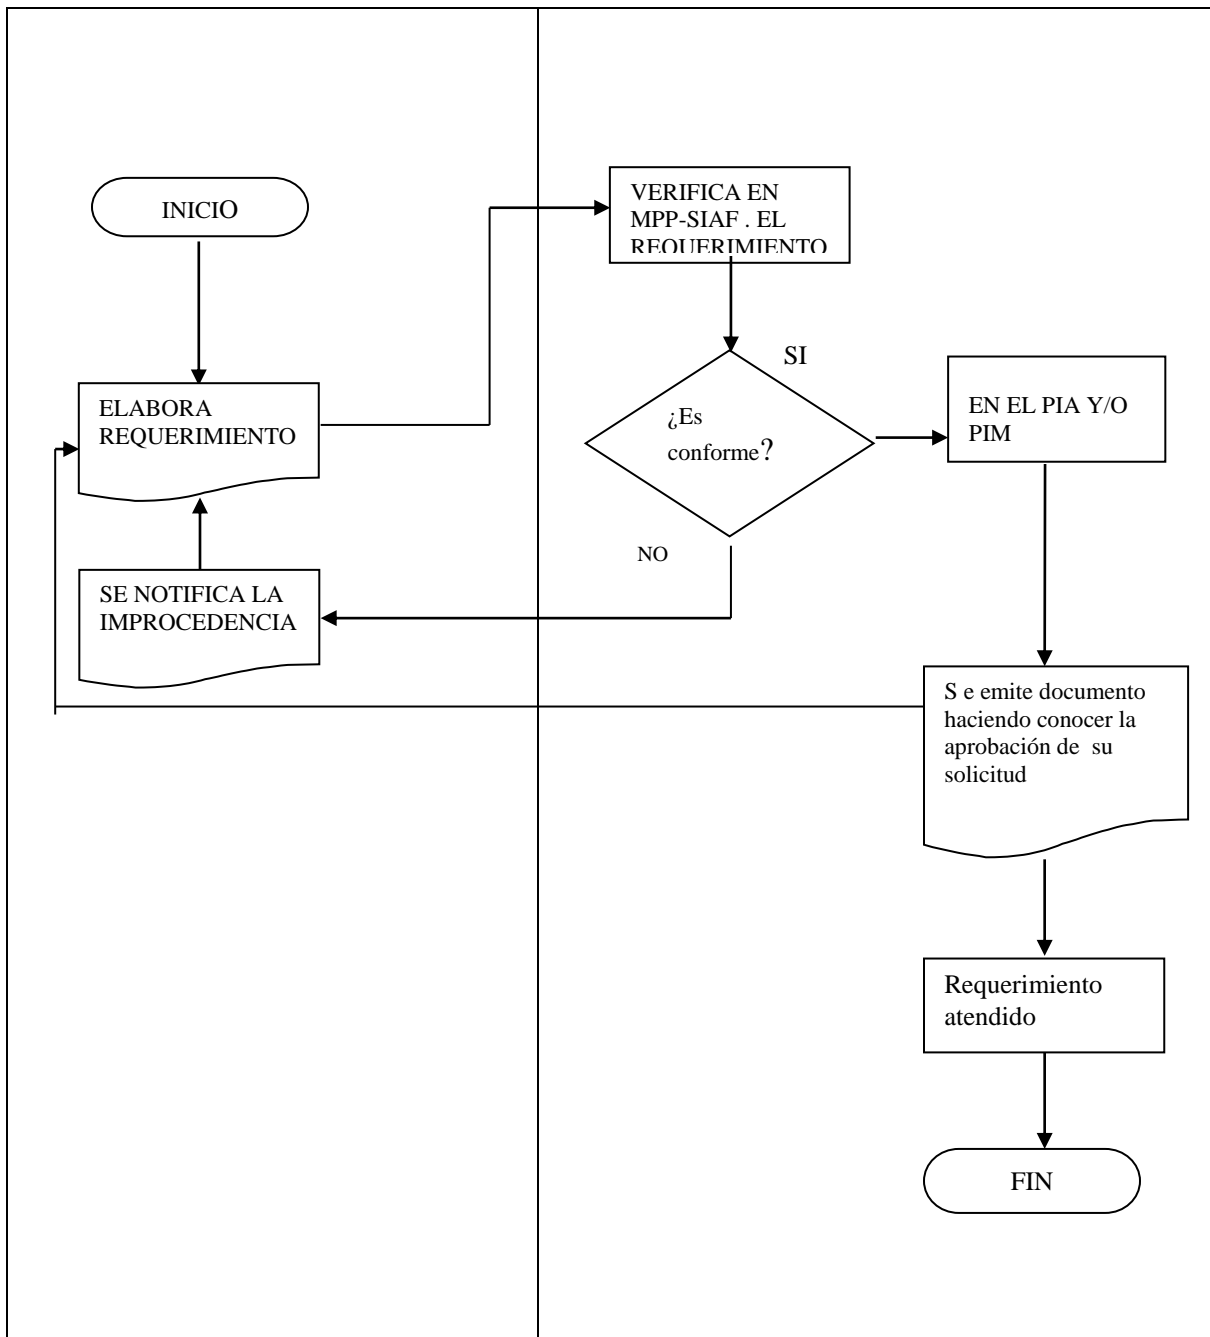 INICIO
VERIFICA EN
MPP-SIAF . EL
REQUERIMIENTO
SI
ELABORA
REQUERIMIENTO
¿Es
conforme?
EN EL PIA Y/O
PIM
NO
SE NOTIFICA LA
IMPROCEDENCIA
S e emite documento
haciendo conocer la
aprobación de su
solicitud
Requerimiento
atendido
FIN